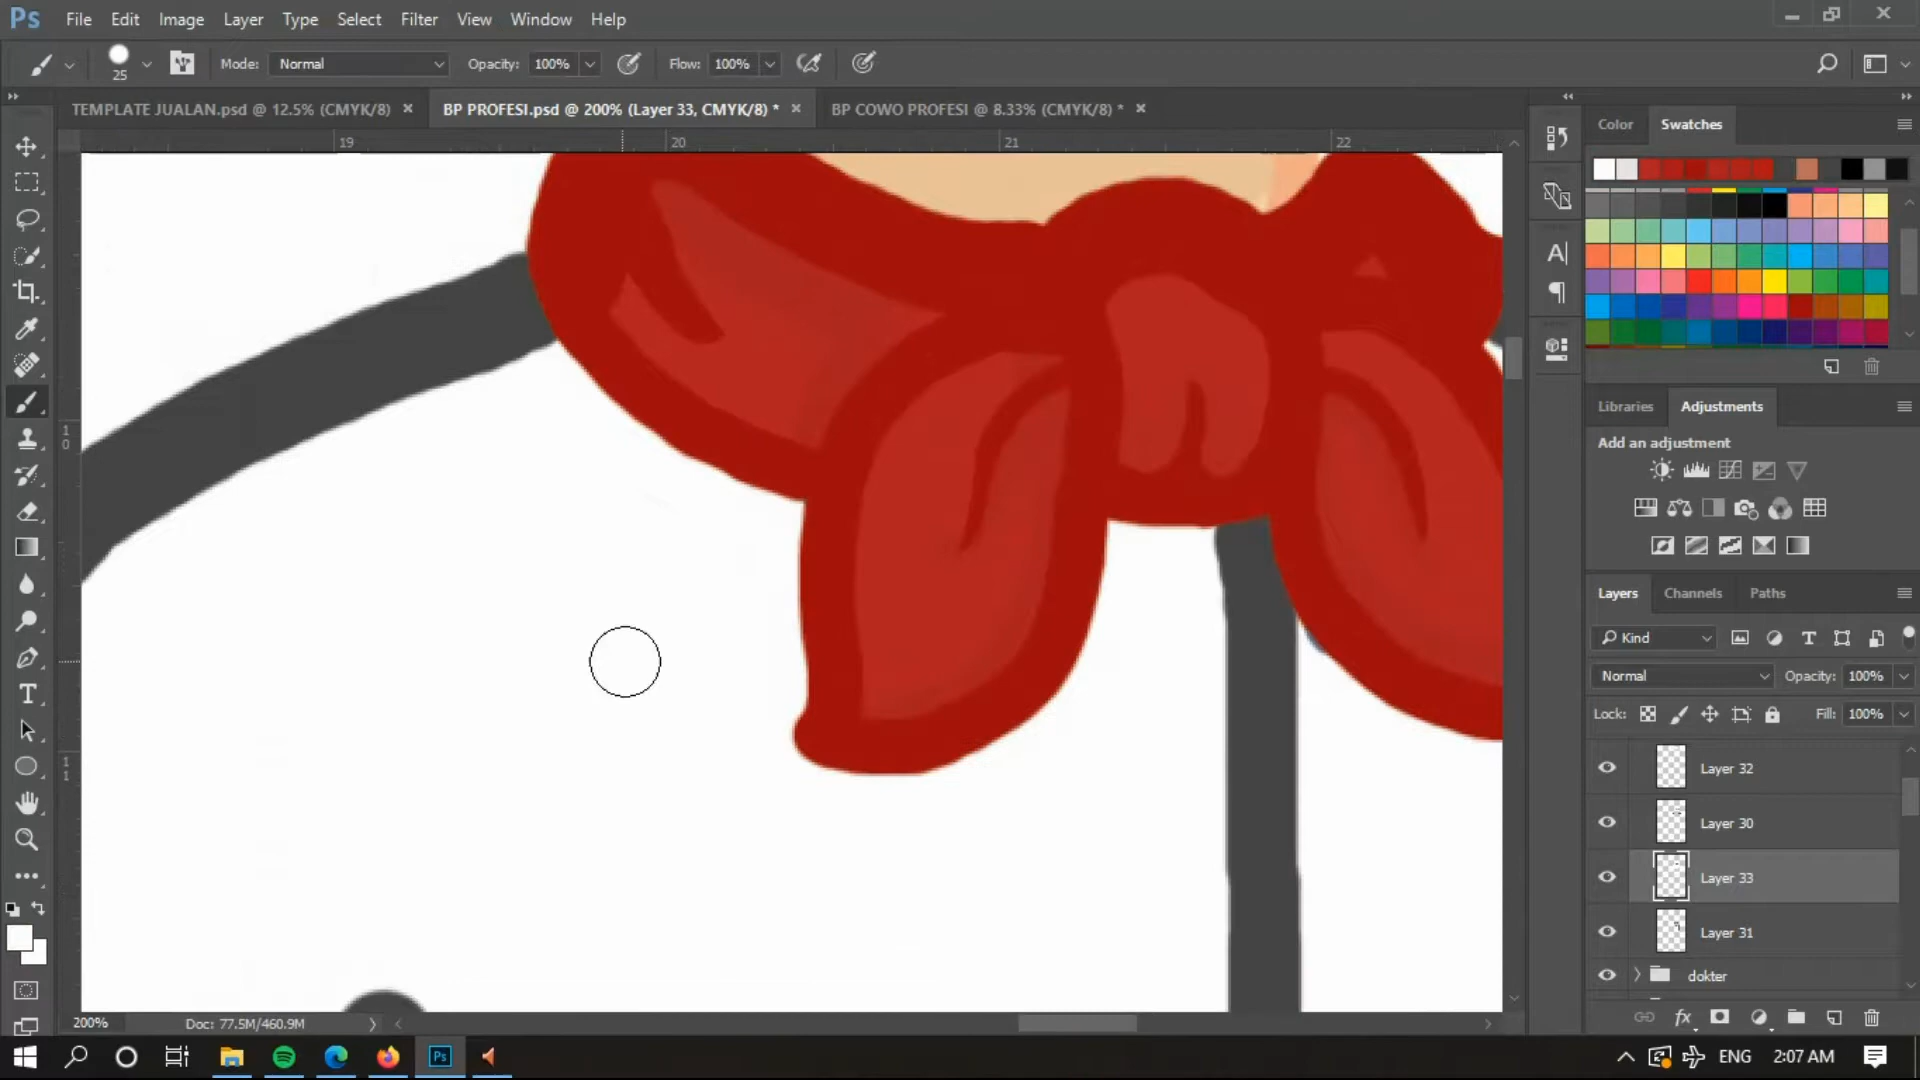 Ps File Edit Image Layer Type Select Filter View Window Help
25 Mode: Normal Opacity: 100% Flow: 100%
TEMPLATE JUALAN.psd @ 12.5% (CMYK/8) × BP PROFESI.psd @ 200% (Layer 33, CMYK/8) * × BP COWO PROFESI @ 8.33% (CMYK/8) * ×
19 20 21 22
10
11
Color Swatches
Libraries Adjustments
Add an adjustment
Layers Channels Paths
Kind
Normal Opacity: 100%
Lock: Fill: 100%
Layer 32
Layer 30
Layer 33
Layer 31
dokter
200% Doc: 77.5M/460.9M
Ps ENG 2:07 AM